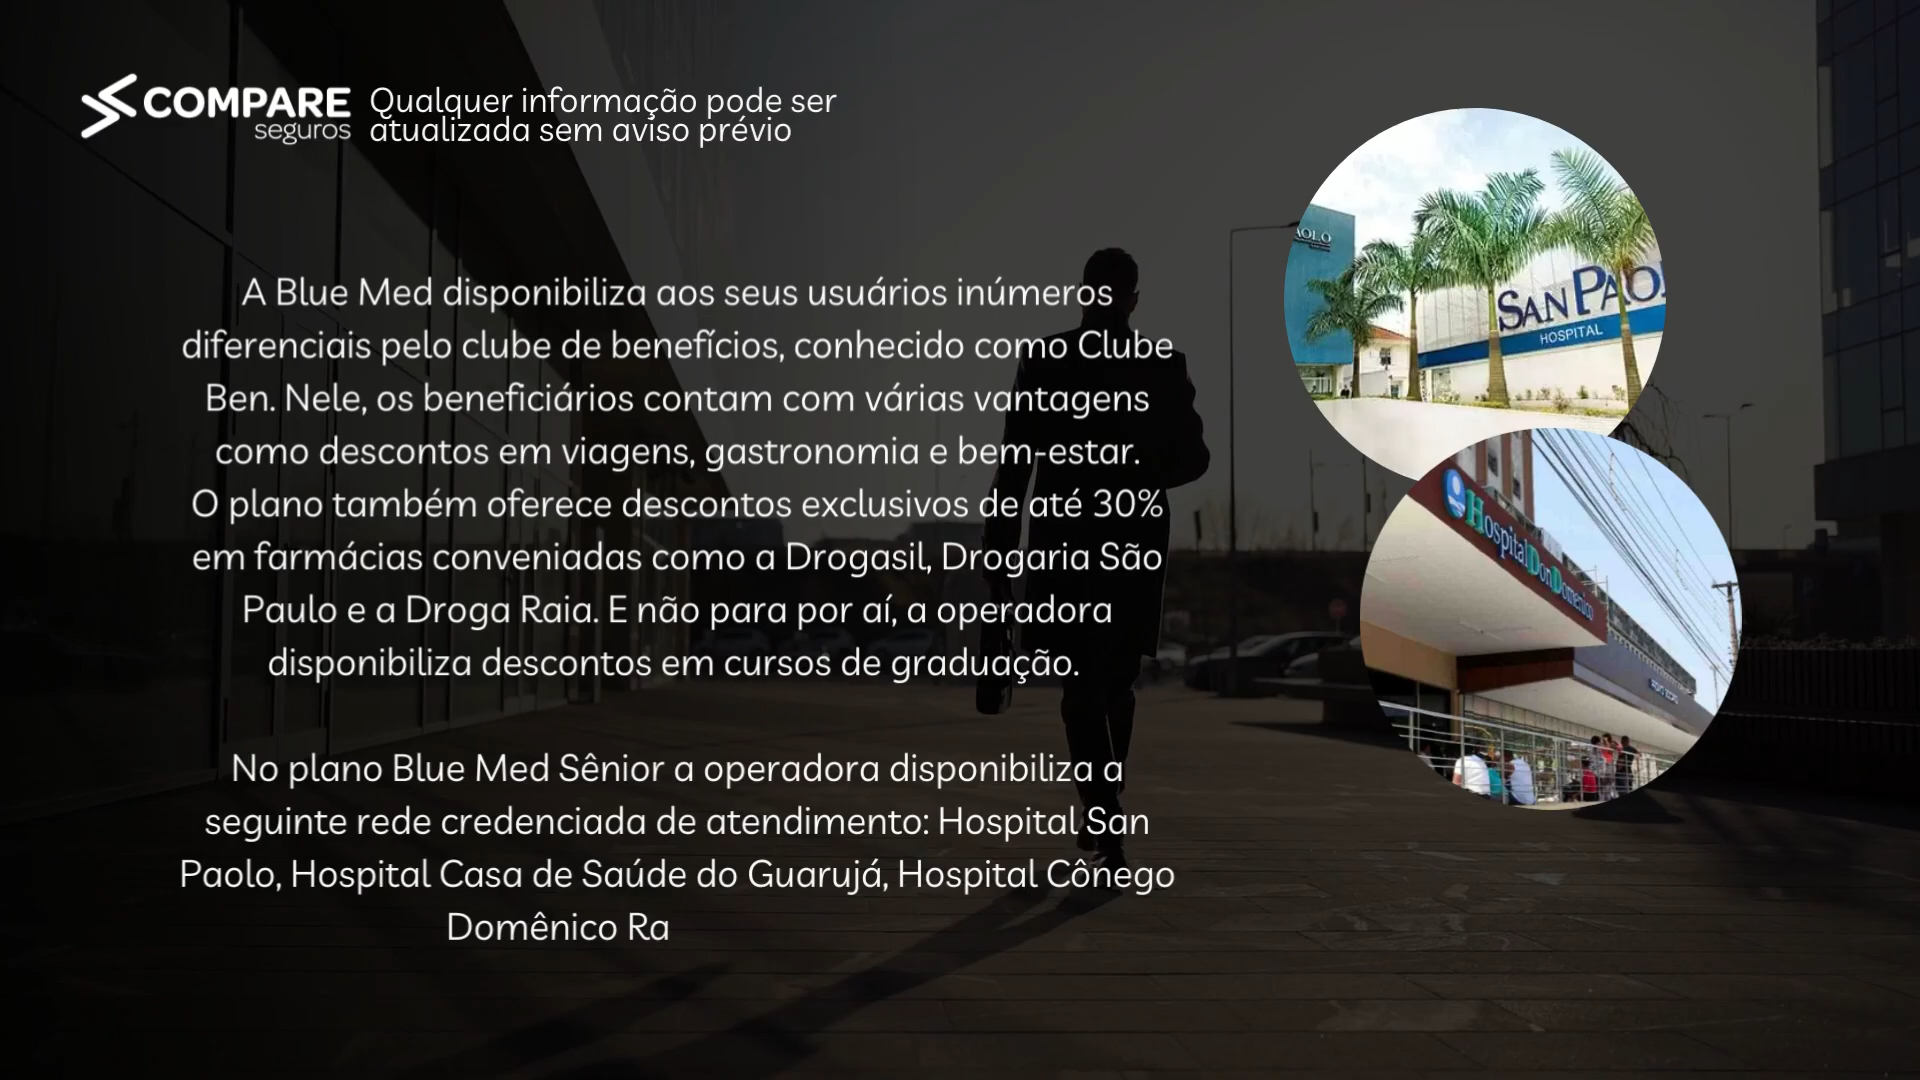 COMPARE
seguros
Qualquer informação pode ser
atualizada sem aviso prévio
A Blue Med disponibiliza aos seus usuários inúmeros
diferenciais pelo clube de benefícios, conhecido como Clube
Ben. Nele, os beneficiários contam com várias vantagens
como descontos em viagens, gastronomia e bem-estar.
O plano também oferece descontos exclusivos de até 30%
em farmácias conveniadas como a Drogasil, Drogaria São
Paulo e a Droga Raia. E não para por aí, a operadora
disponibiliza descontos em cursos de graduação.
No plano Blue Med Sênior a operadora disponibiliza a
seguinte rede credenciada de atendimento: Hospital San
Paolo, Hospital Casa de Saúde do Guarujá, Hospital Cônego
Domênico Ra
AOLO
SAN PAOL
HOSPITAL
Hospital Don Domênico